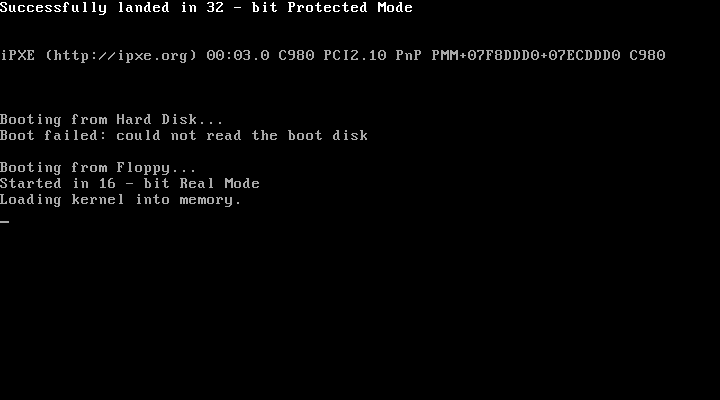 Successfully landed in 32 - bit Protected Mode
iPXE (http://ipxe.org) 00:03.0 C980 PCI2.10 PnP PMM+07F8DDD0+07ECDDD0 C980
Booting from Hard Disk...
Boot failed: could not read the boot disk
Booting from Floppy...
Started in 16 - bit Real Mode
Loading kernel into memory.
_